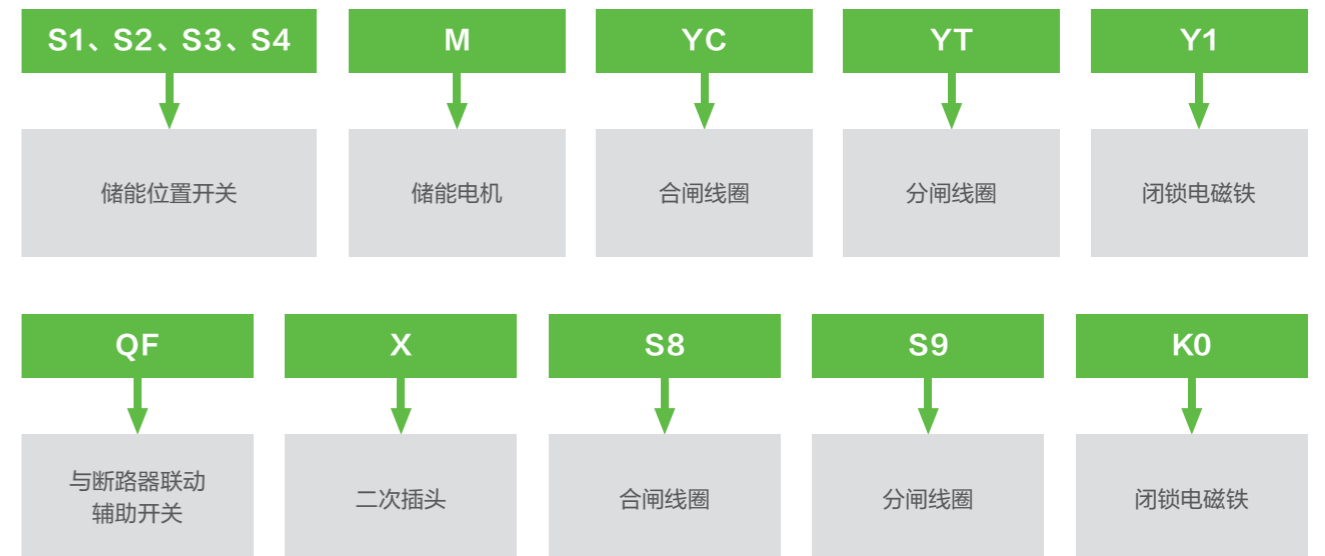 S1、S2、S3、S4
M
YC
YT
Y1
储能位置开关
储能电机
合闸线圈
分闸线圈
闭锁电磁铁
QF
X
S8
S9
K0
与断路器联动
辅助开关
二次插头
合闸线圈
分闸线圈
闭锁电磁铁